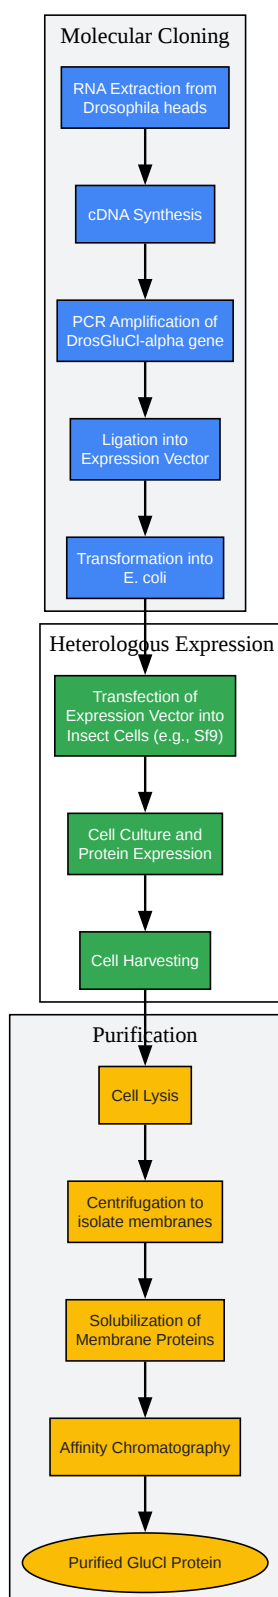 Molecular Cloning
RNA Extraction from
Drosophila heads
cDNA Synthesis
PCR Amplification of
DrosGluCl-alpha gene
Ligation into
Expression Vector
Transformation into
E. coli
Heterologous Expression
Transfection of
Expression Vector into
Insect Cells (e.g., Sf9)
Cell Culture and
Protein Expression
Cell Harvesting
Purification
Cell Lysis
Centrifugation to
isolate membranes
Solubilization of
Membrane Proteins
Affinity Chromatography
Purified GluCl Protein